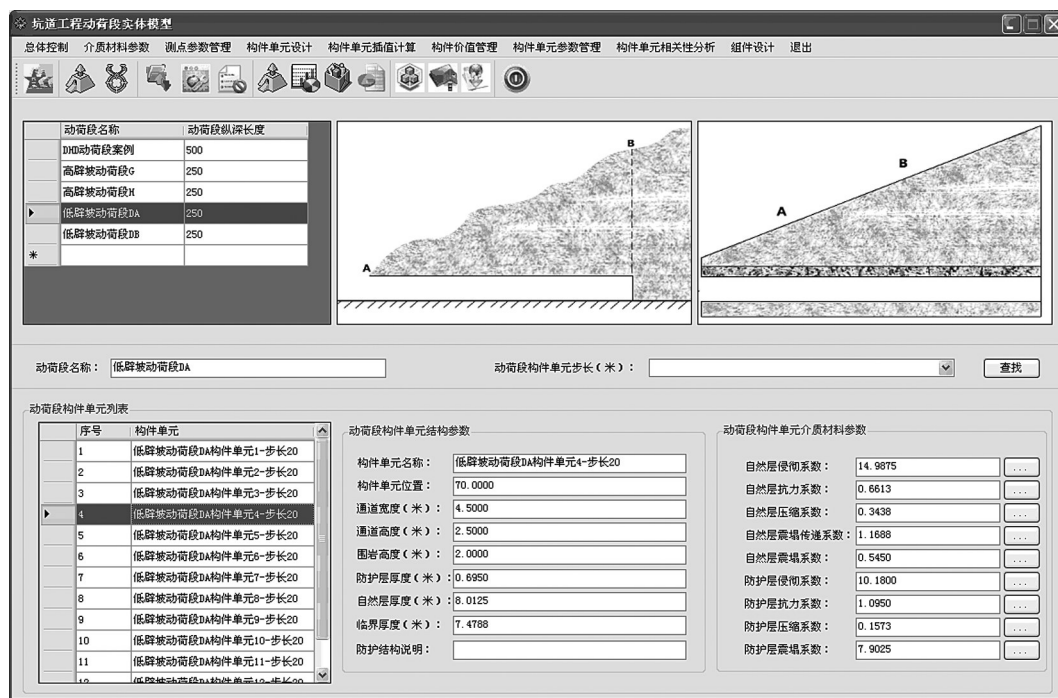 坑道工程动荷段实体模型
总体控制 介质材料参数 测点参数管理 构件单元设计 构件单元插值计算 构件价值管理 构件单元参数管理 构件单元相关性分析 组件设计 退出
动荷段名称 动荷段纵深长度
DHD动荷段案例 500
高辟坡动荷段G 250
高辟坡动荷段H 250
低辟坡动荷段DA 250
低辟坡动荷段DB 250
A
B
A
B
动荷段名称： 低辟坡动荷段DA 动荷段构件单元步长（米）： 查找
动荷段构件单元列表
序号 构件单元
1 低辟坡动荷段DA构件单元1-步长20
2 低辟坡动荷段DA构件单元2-步长20
3 低辟坡动荷段DA构件单元3-步长20
4 低辟坡动荷段DA构件单元4-步长20
5 低辟坡动荷段DA构件单元5-步长20
6 低辟坡动荷段DA构件单元6-步长20
7 低辟坡动荷段DA构件单元7-步长20
8 低辟坡动荷段DA构件单元8-步长20
9 低辟坡动荷段DA构件单元9-步长20
10 低辟坡动荷段DA构件单元10-步长20
11 低辟坡动荷段DA构件单元11-步长20
12 低辟坡动荷段DA构件单元12-步长20
动荷段构件单元结构参数
构件单元名称： 低辟坡动荷段DA构件单元4-步长20
构件单元位置： 70.0000
通道宽度（米）： 4.5000
通道高度（米）： 2.5000
围岩高度（米）： 2.0000
防护层厚度（米）： 0.6950
自然层厚度（米）： 8.0125
临界厚度（米）： 7.4788
防护结构说明：
动荷段构件单元介质材料参数
自然层侵彻系数： 14.9875 ...
自然层抗力系数： 0.6613 ...
自然层压缩系数： 0.3438 ...
自然层震塌传递系数： 1.1688 ...
自然层震塌系数： 0.5450 ...
防护层侵彻系数： 10.1800 ...
防护层抗力系数： 1.0950 ...
防护层压缩系数： 0.1573 ...
防护层震塌系数： 7.9025 ...